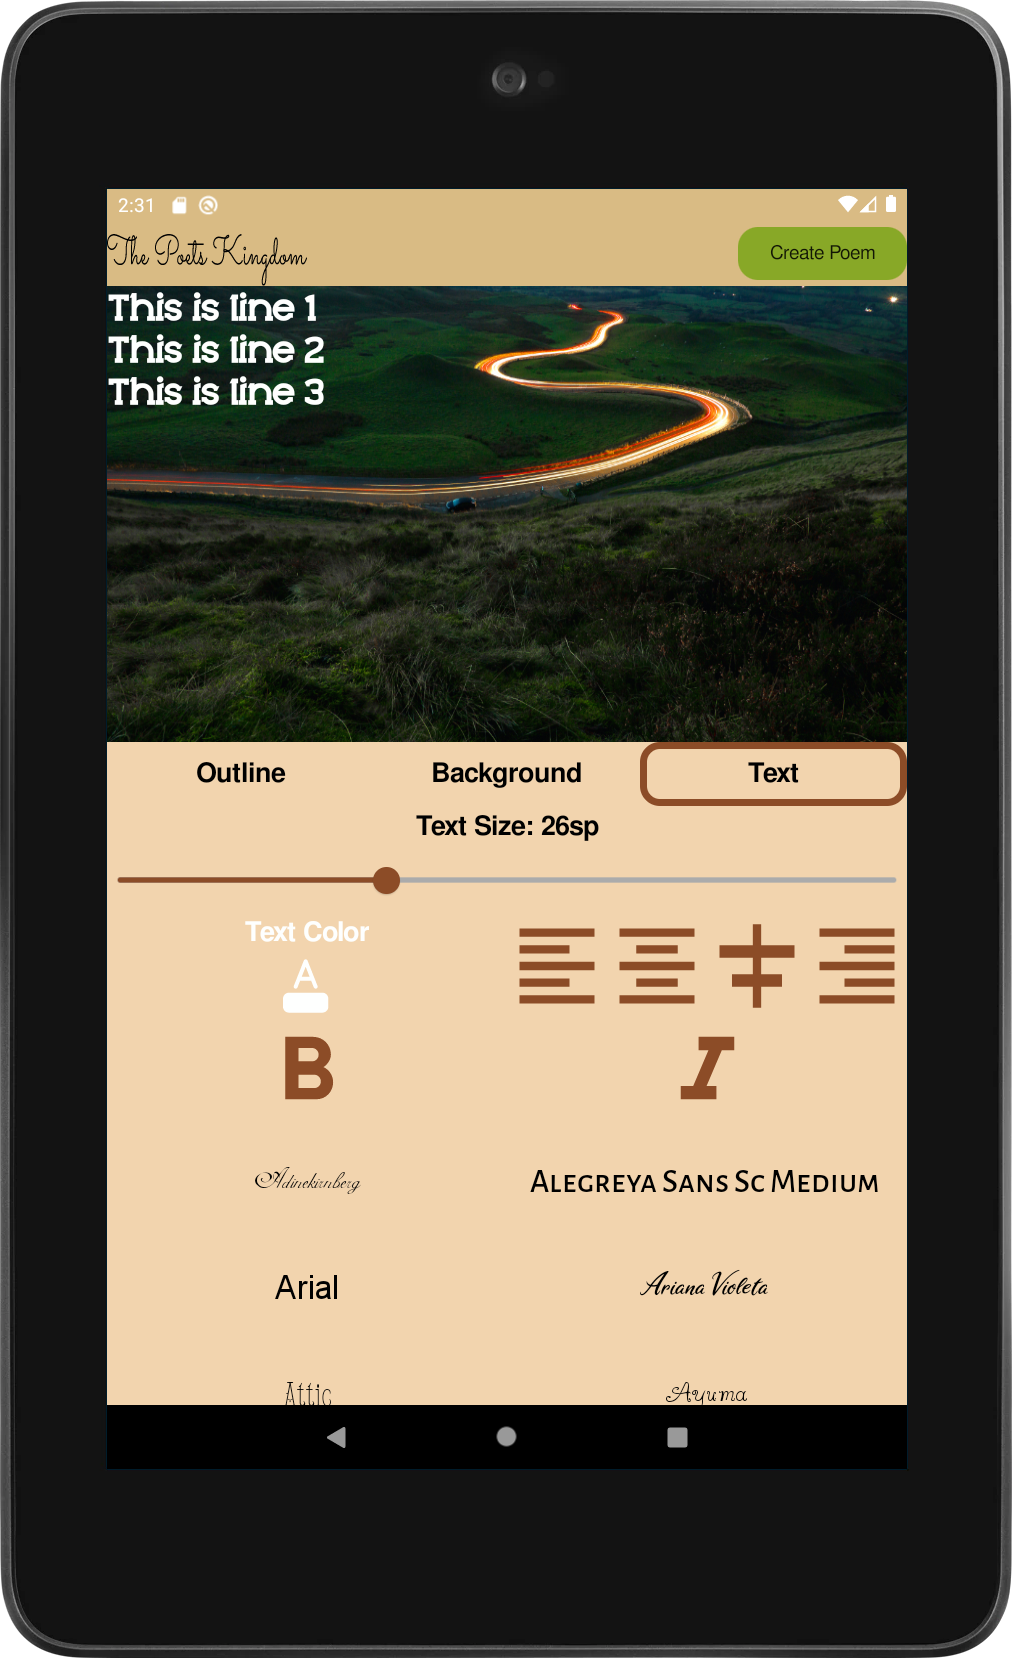 2:31
The Poets Kingdom
Create Poem
This is line 1
This is line 2
This is line 3
Outline Background Text
Text Size: 26sp
Text Color
A
B I
Adinekirnberg Alegreya Sans Sc Medium
Arial Ariana Violeta
Attic Ayuma